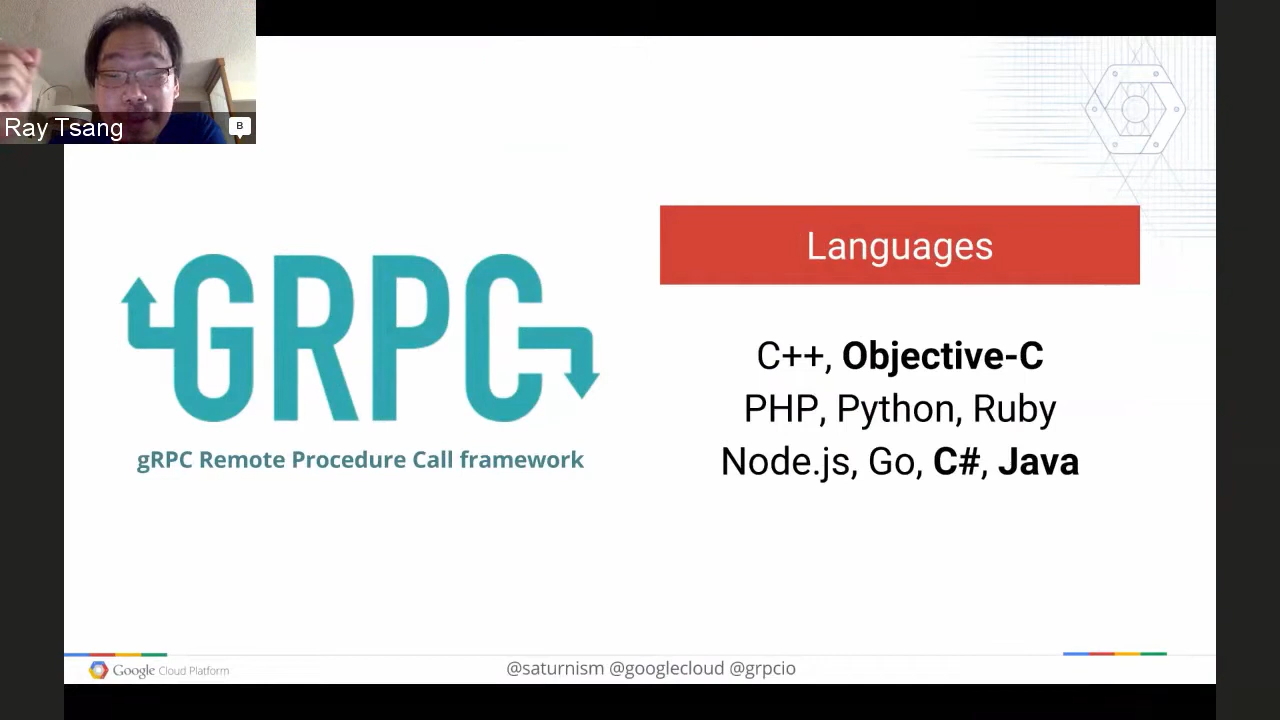 Ray Tsang
B
GRPC
gRPC Remote Procedure Call framework
Languages
C++, Objective-C
PHP, Python, Ruby
Node.js, Go, C#, Java
Google Cloud Platform
@saturnism @googlecloud @grpcio